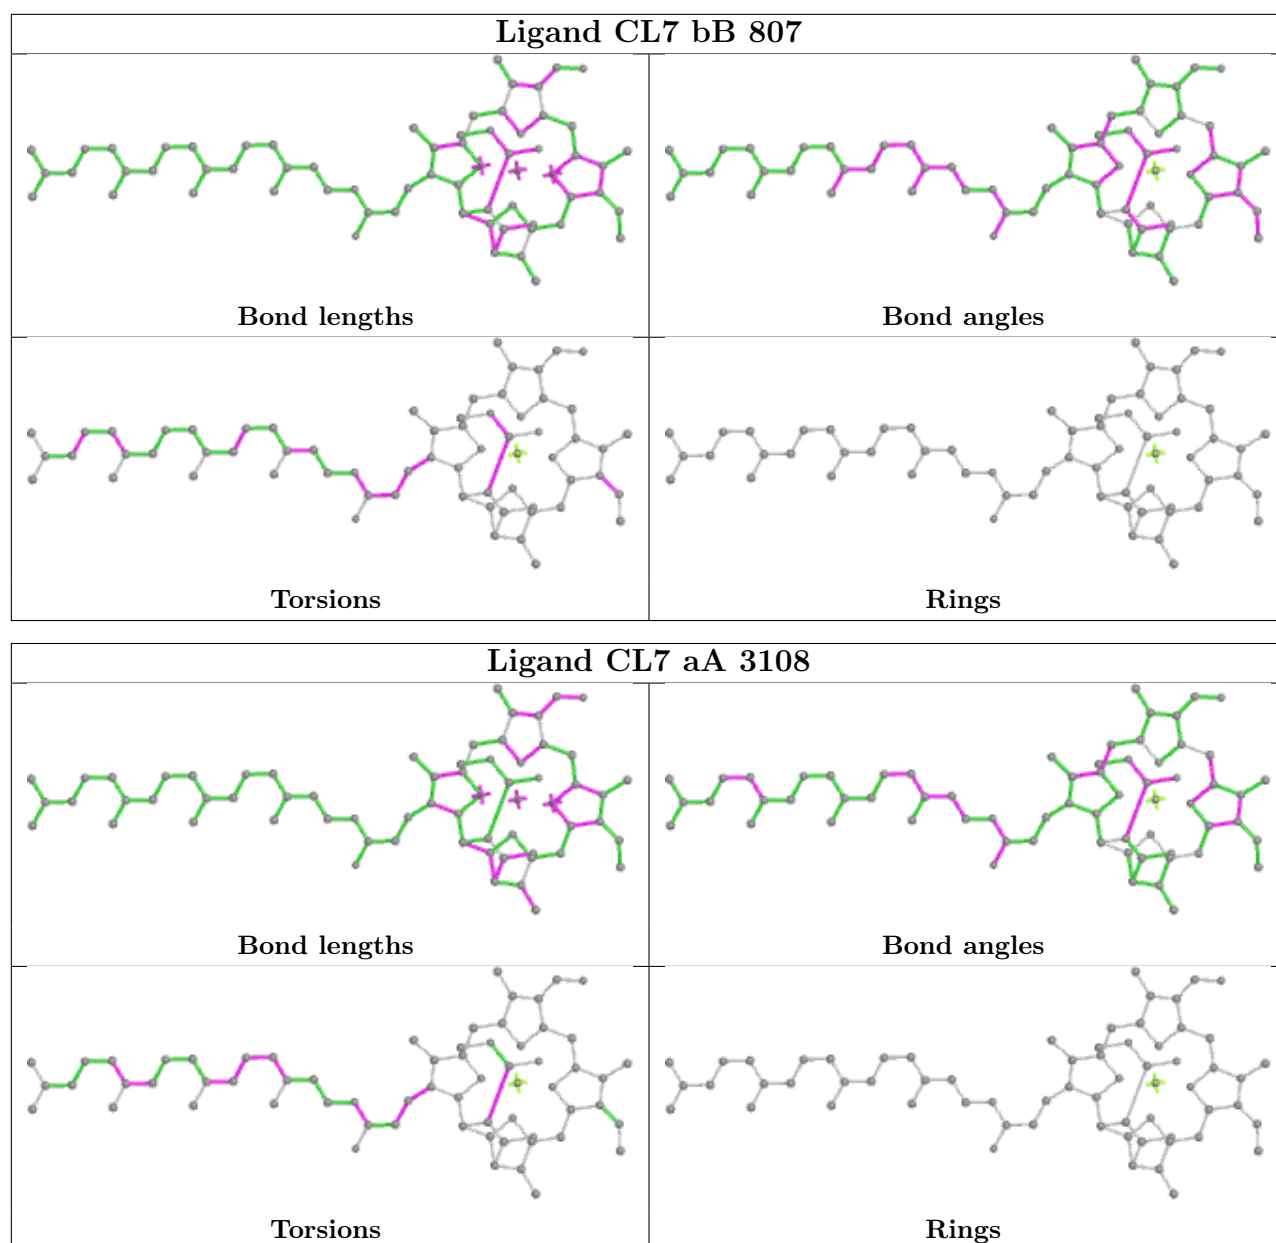 Ligand CL7 bB 807
Bond lengths
Bond angles
Torsions
Rings
Ligand CL7 aA 3108
Bond lengths
Bond angles
Torsions
Rings